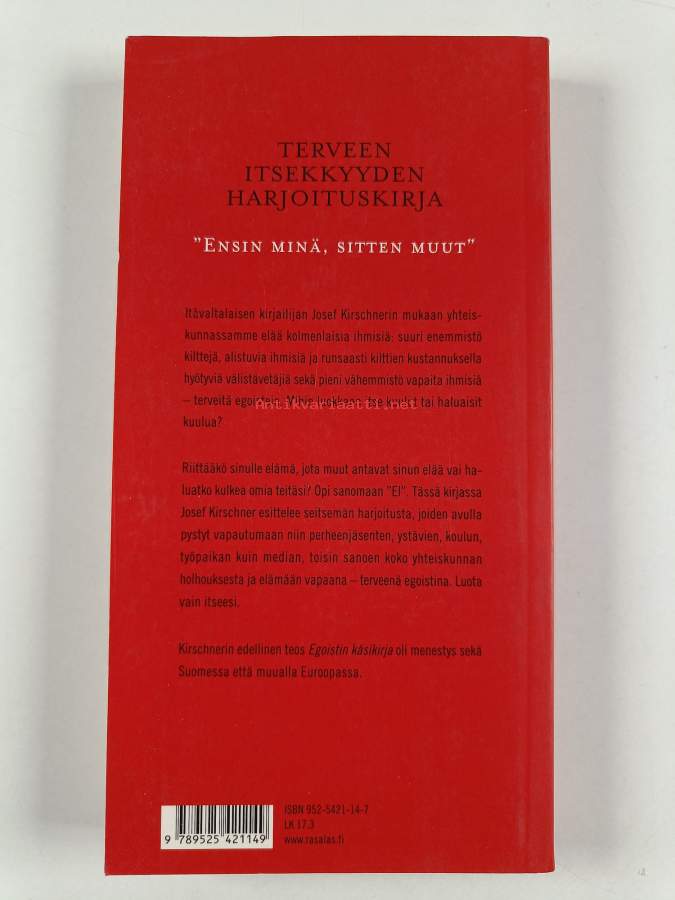 TERVEEN
ITSEKKYYDEN
HARJOITUSKIRJA
"ENSIN MINÄ, SITTEN MUUT"
Itävaltalaisen kirjailijan Josef Kirschnerin mukaan yhteis-
kunnassamme elää kolmenlaisia ihmisiä: suuri enemmistö
kilttejä, alistuvia ihmisiä ja runsaasti kilttien kustannuksella
hyötyviä välistävetäjiä sekä pieni vähemmistö vapaita ihmisiä
– terveitä egoisteja. Mihin luokkaan itse kuulut tai haluaisit
Antikvariaatti.net
kuulua?
Riittääkö sinulle elämä, jota muut antavat sinun elää vai ha-
luatko kulkea omia teitäsi? Opi sanomaan "EI". Tässä kirjassa
Josef Kirschner esittelee seitsemän harjoitusta, joiden avulla
pystyt vapautumaan niin perheenjäsenten, ystävien, koulun,
työpaikan kuin median, toisin sanoen koko yhteiskunnan
holhouksesta ja elämään vapaana – terveenä egoistina. Luota
vain itseesi.
Kirschnerin edellinen teos Egoistin käsikirja oli menestys sekä
Suomessa että muualla Euroopassa.
ISBN 952-5421-14-7
LK 17.3
www.rasalas.fi
9 789525 421149